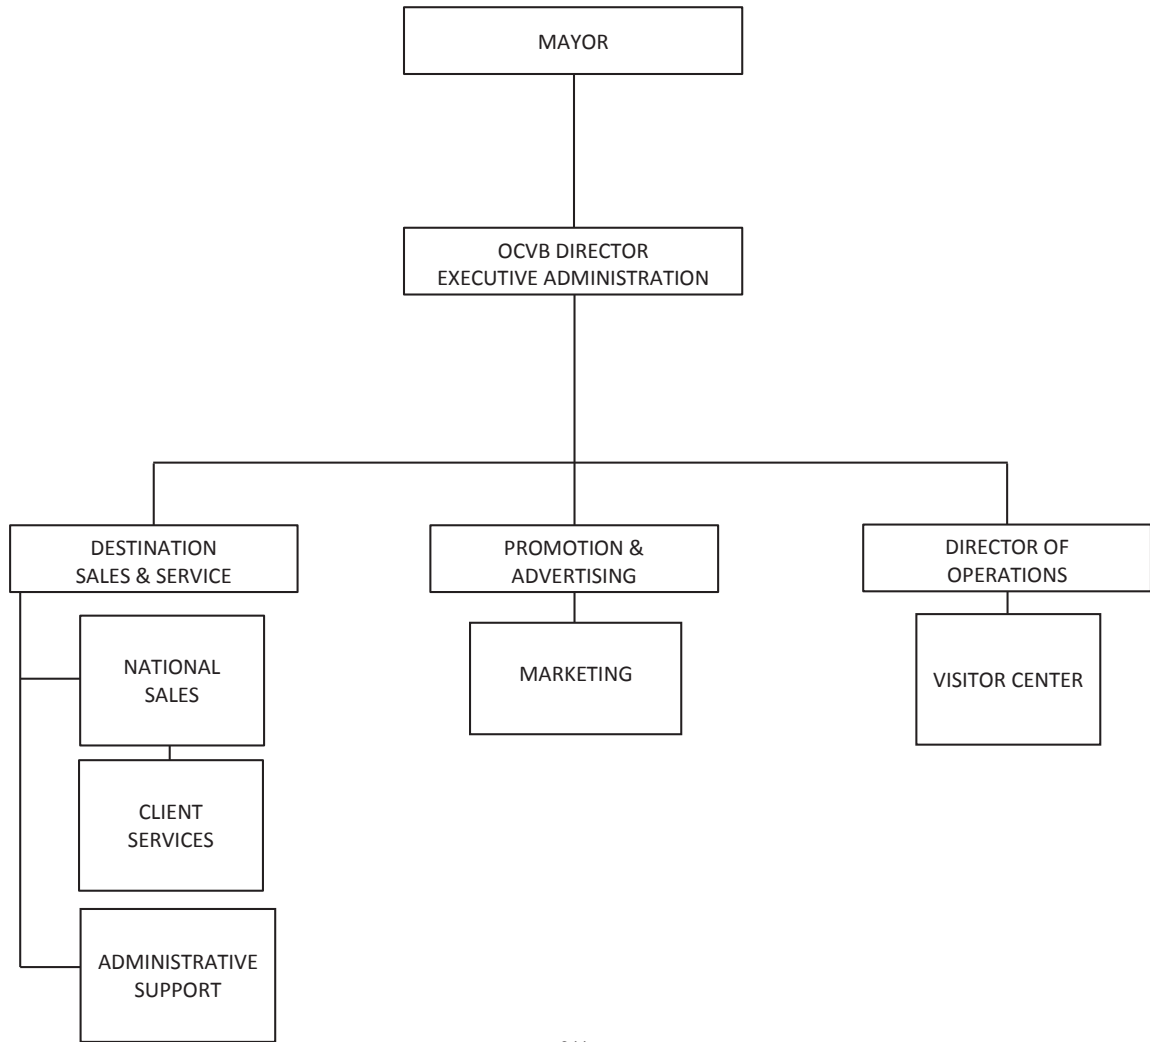 MAYOR
OCVB DIRECTOR
EXECUTIVE ADMINISTRATION
DESTINATION
SALES & SERVICE
PROMOTION &
ADVERTISING
DIRECTOR OF
OPERATIONS
NATIONAL
SALES
MARKETING
VISITOR CENTER
CLIENT
SERVICES
ADMINISTRATIVE
SUPPORT